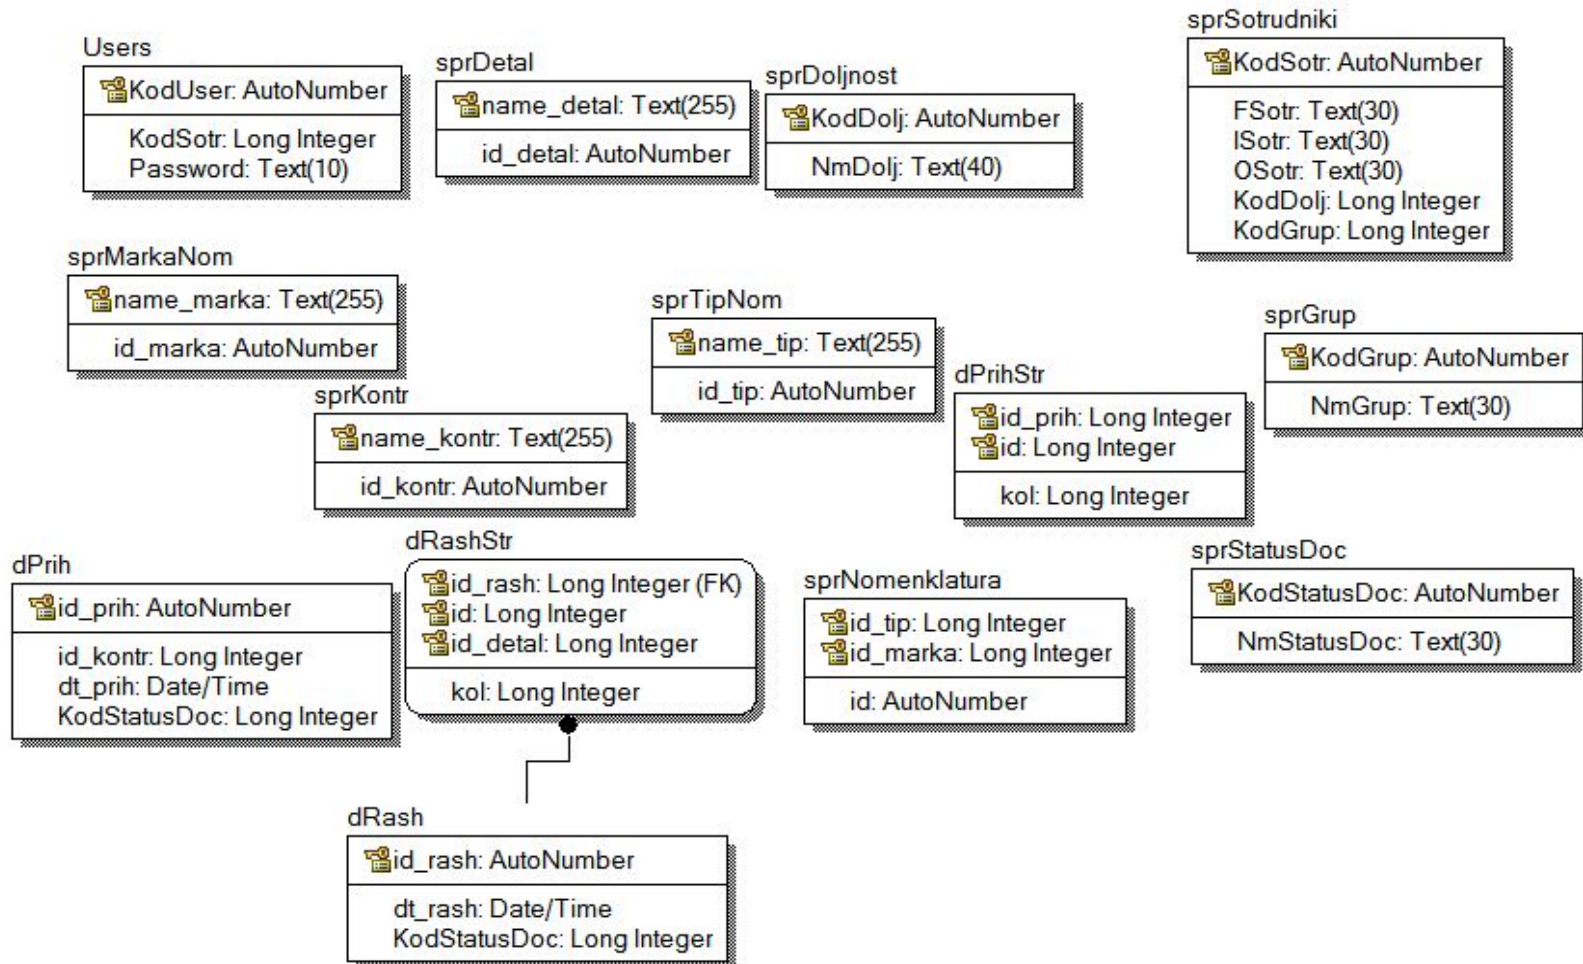 Users
KodUser: AutoNumber
KodSotr: Long Integer
Password: Text(10)
sprDetal
name_detal: Text(255)
id_detal: AutoNumber
sprDoljnost
KodDolj: AutoNumber
NmDolj: Text(40)
sprSotrudniki
KodSotr: AutoNumber
FSotr: Text(30)
ISotr: Text(30)
OSotr: Text(30)
KodDolj: Long Integer
KodGrup: Long Integer
sprMarkaNom
name_marka: Text(255)
id_marka: AutoNumber
sprTipNom
name_tip: Text(255)
id_tip: AutoNumber
sprGrup
KodGrup: AutoNumber
NmGrup: Text(30)
sprKontr
name_kontr: Text(255)
id_kontr: AutoNumber
dPrihStr
id_prih: Long Integer
id: Long Integer
kol: Long Integer
dPrih
id_prih: AutoNumber
id_kontr: Long Integer
dt_prih: Date/Time
KodStatusDoc: Long Integer
dRashStr
id_rash: Long Integer (FK)
id: Long Integer
id_detal: Long Integer
kol: Long Integer
sprNomenklatura
id_tip: Long Integer
id_marka: Long Integer
id: AutoNumber
sprStatusDoc
KodStatusDoc: AutoNumber
NmStatusDoc: Text(30)
dRash
id_rash: AutoNumber
dt_rash: Date/Time
KodStatusDoc: Long Integer